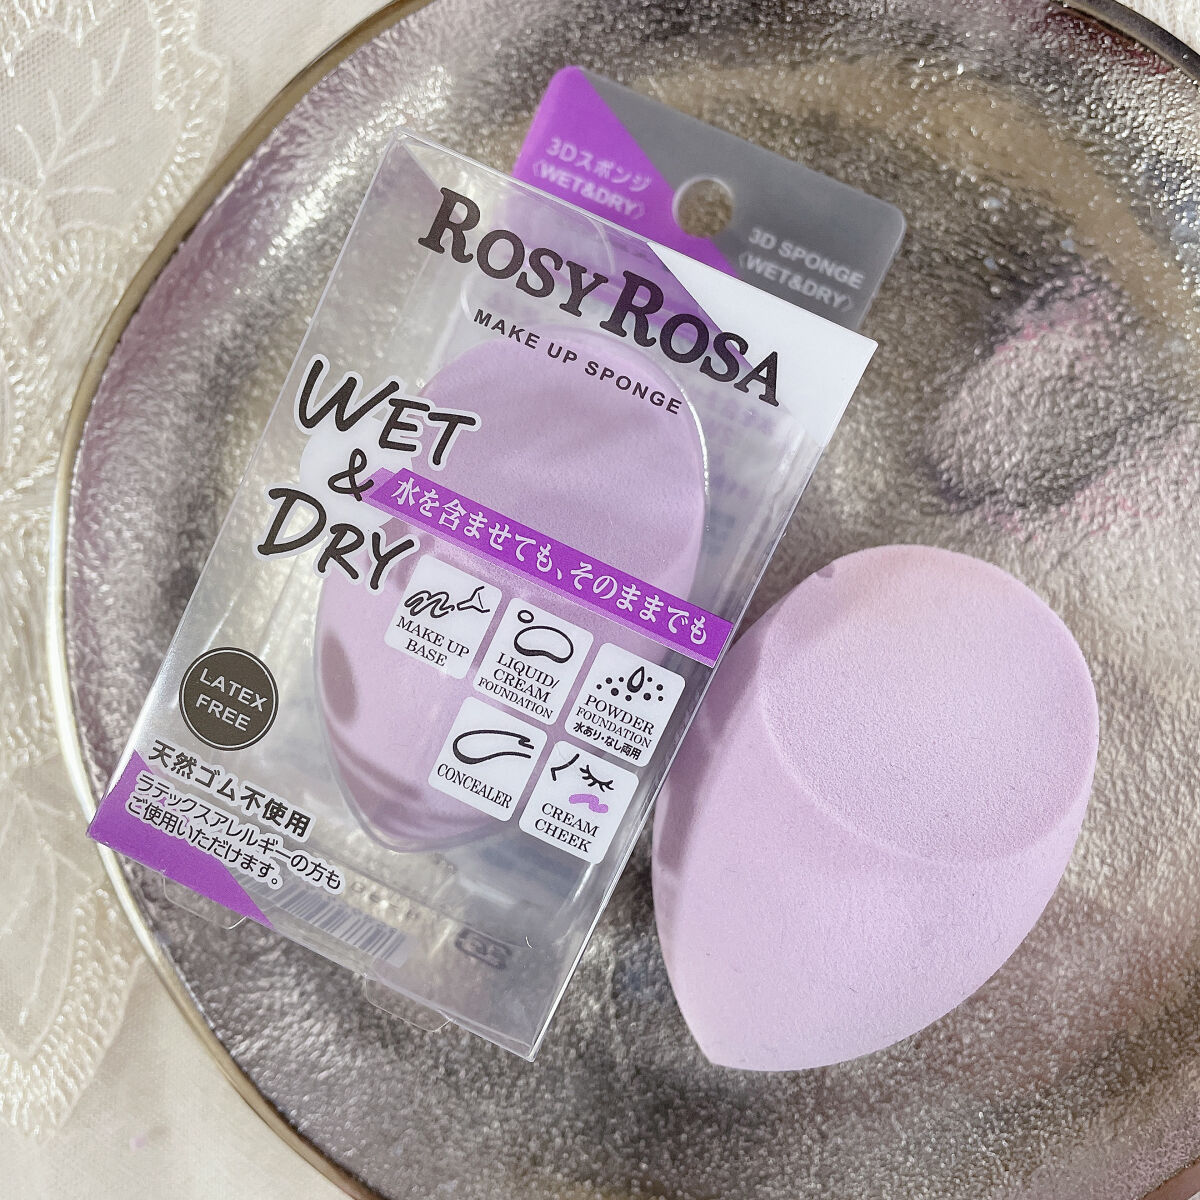 3Dスポンジ
〈WET&DRY〉
3D SPONGE
〈WET&DRY〉
ROSY ROSA
MAKE UP SPONGE
WET
&
DRY
水を含ませても、そのままでも
MAKE UP
BASE
LIQUID/
CREAM
FOUNDATION
POWDER
FOUNDATION
水あり・なし両用
CONCEALER
CREAM
CHEEK
LATEX
FREE
天然ゴム不使用
ラテックスアレルギーの方も
ご使用いただけます。